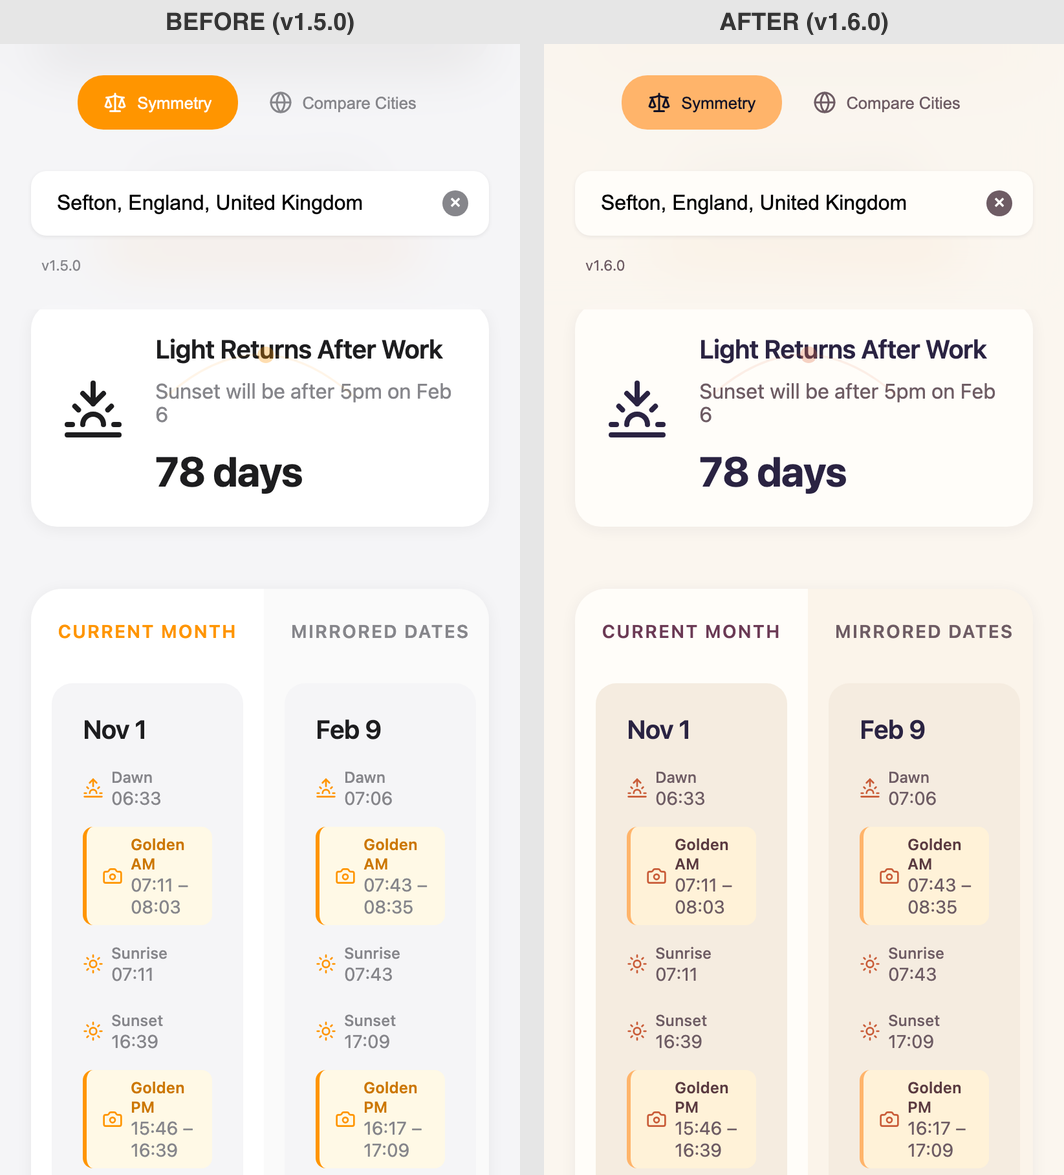 BEFORE (v1.5.0)
Symmetry
Compare Cities
Sefton, England, United Kingdom
v1.5.0
Light Returns After Work
Sunset will be after 5pm on Feb
6
78 days
CURRENT MONTH
MIRRORED DATES
Nov 1
Dawn
06:33
Golden
AM
07:11 –
08:03
Sunrise
07:11
Sunset
16:39
Golden
PM
15:46 –
16:39
Feb 9
Dawn
07:06
Golden
AM
07:43 –
08:35
Sunrise
07:43
Sunset
17:09
Golden
PM
16:17 –
17:09
AFTER (v1.6.0)
Symmetry
Compare Cities
Sefton, England, United Kingdom
v1.6.0
Light Returns After Work
Sunset will be after 5pm on Feb
6
78 days
CURRENT MONTH
MIRRORED DATES
Nov 1
Dawn
06:33
Golden
AM
07:11 –
08:03
Sunrise
07:11
Sunset
16:39
Golden
PM
15:46 –
16:39
Feb 9
Dawn
07:06
Golden
AM
07:43 –
08:35
Sunrise
07:43
Sunset
17:09
Golden
PM
16:17 –
17:09